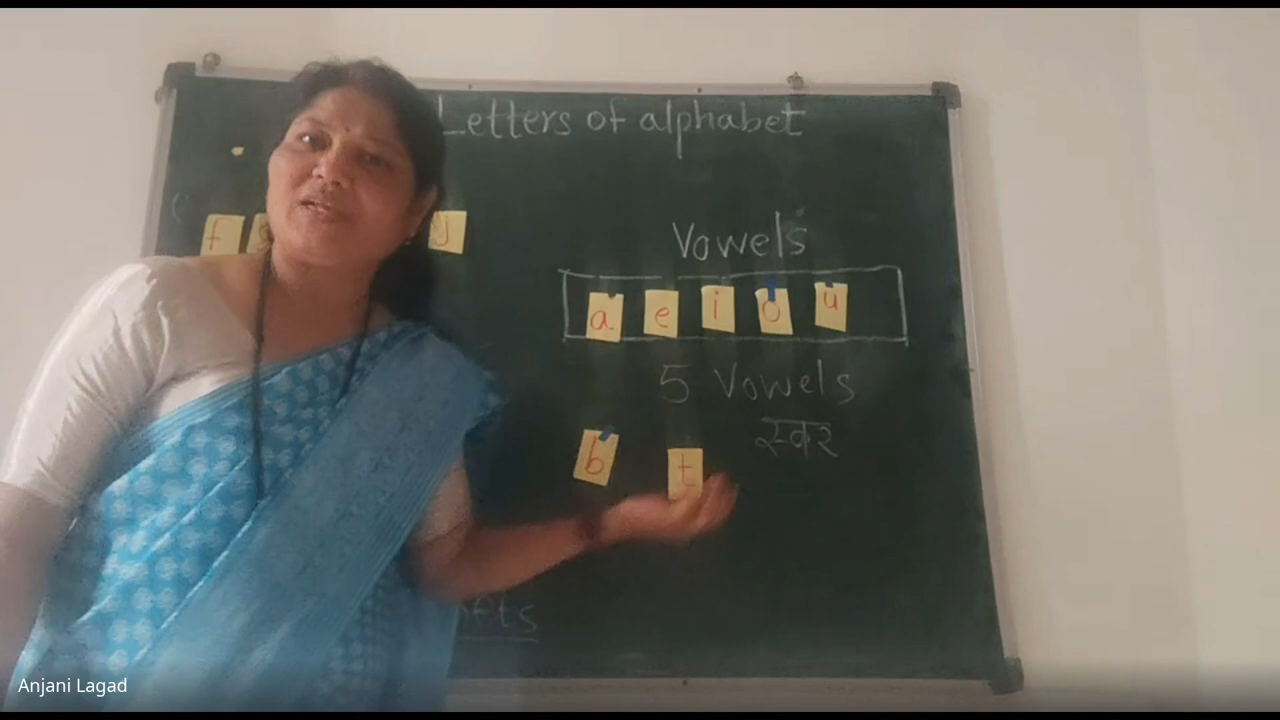 Letters of alphabet
f
J
Vowels
a e i o u
5 Vowels
स्वर
b t
Anjani Lagad